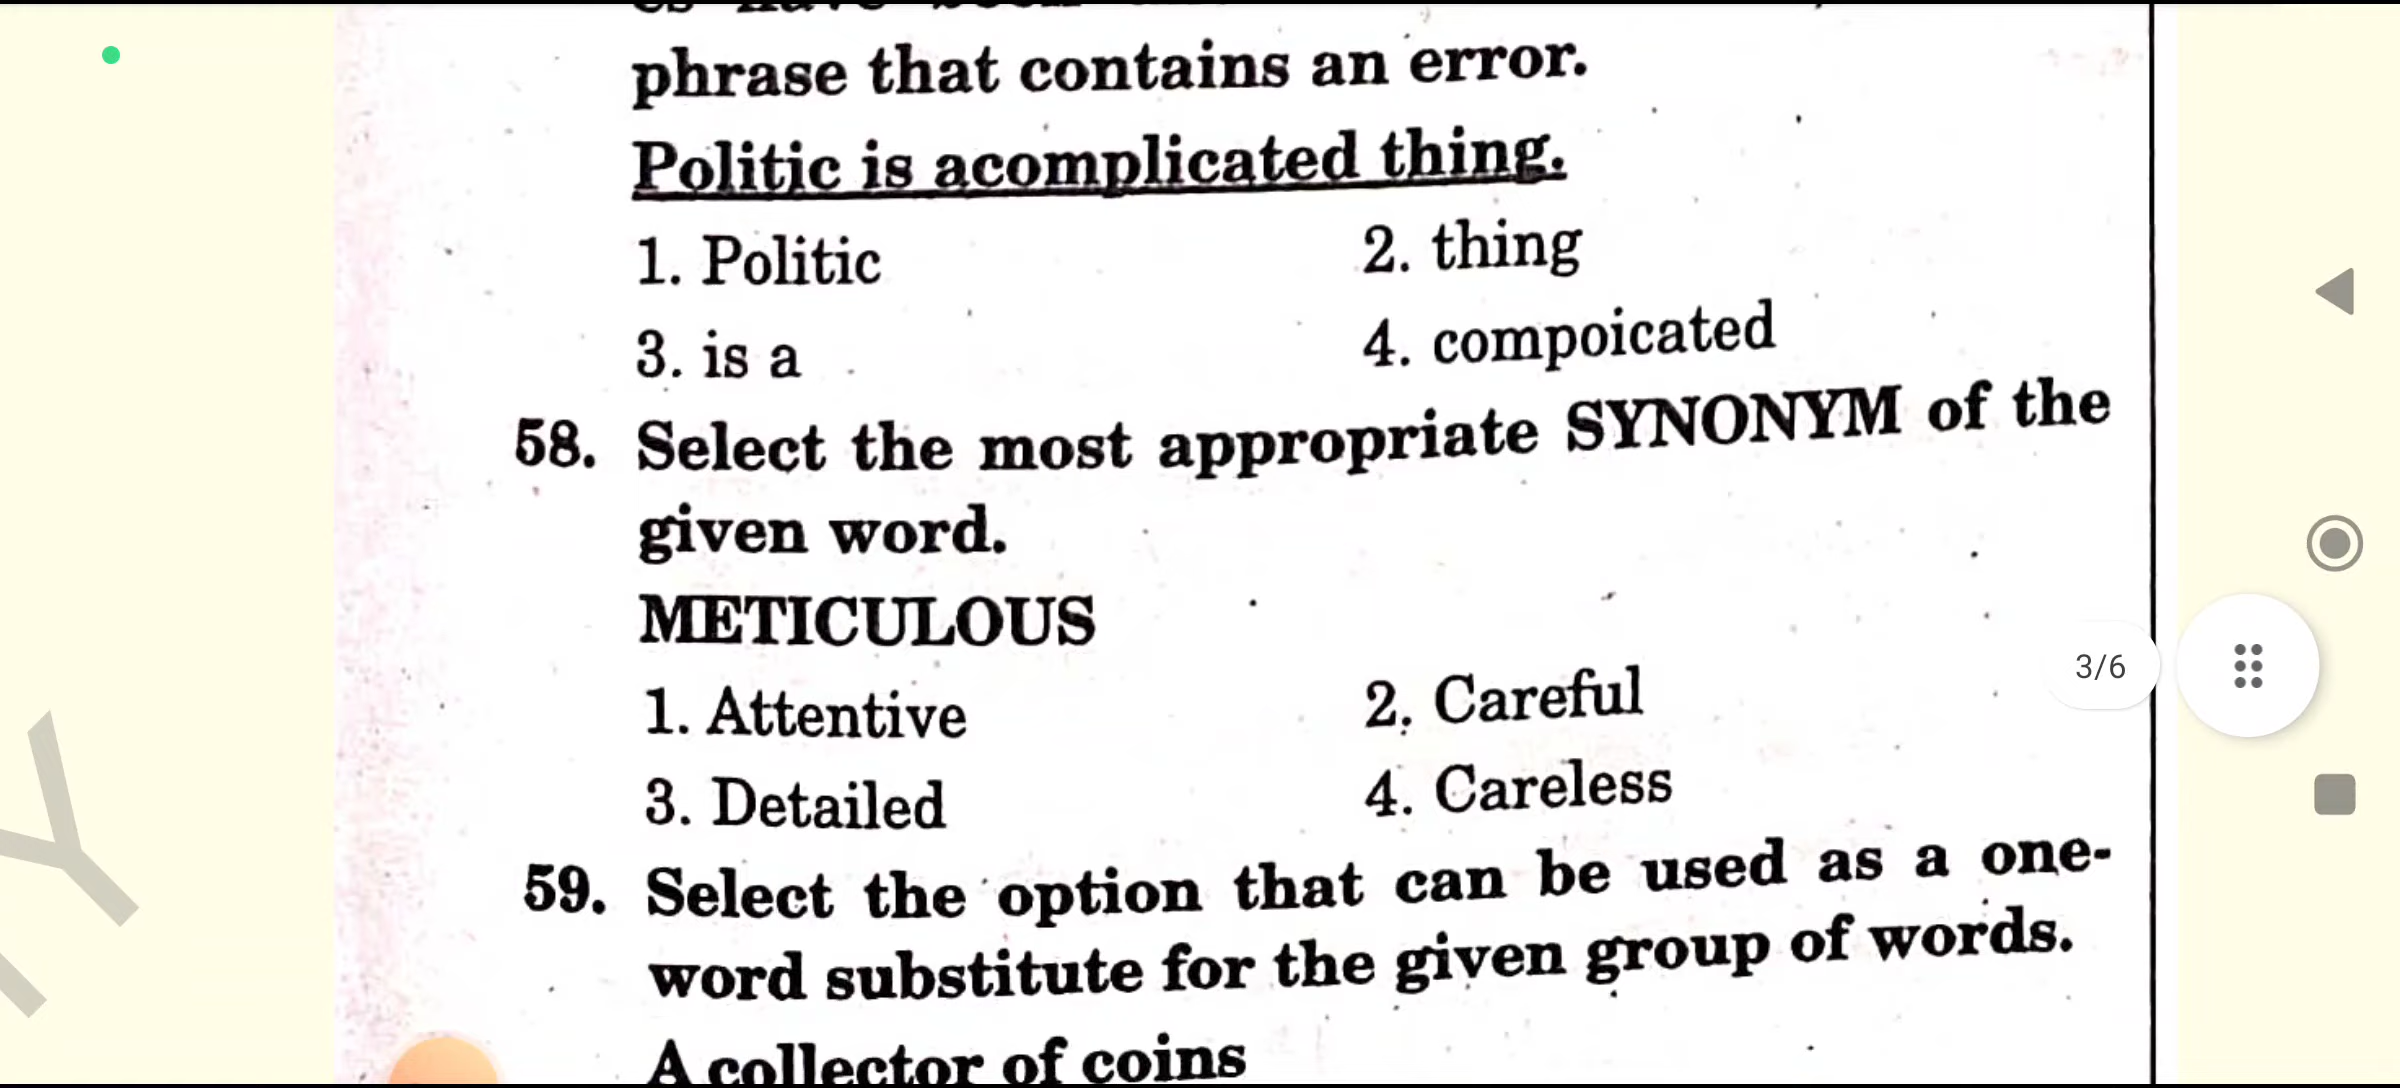 phrase that contains an error.
Politic is acomplicated thing.
1. Politic 2. thing
3. is a 4. compoicated
58. Select the most appropriate SYNONYM of the
given word.
METICULOUS
1. Attentive 2. Careful
3. Detailed 4. Careless
59. Select the option that can be used as a one-
word substitute for the given group of words.
A collector of coins
3/6
Y